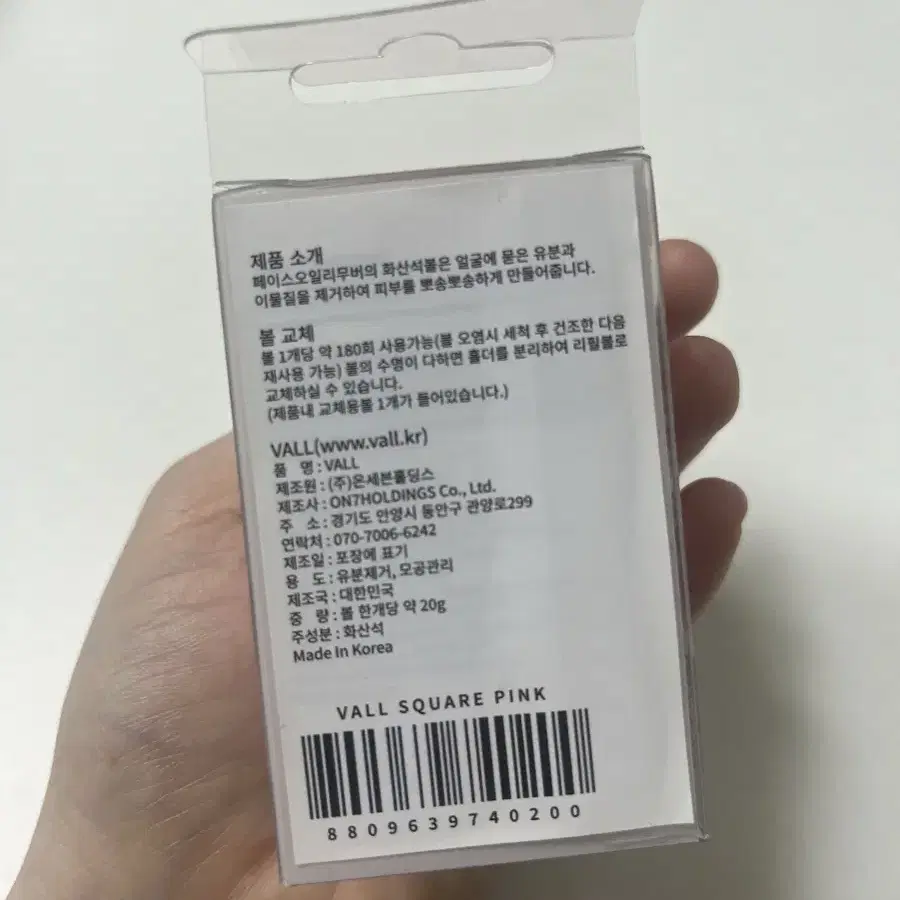 제품 소개
페이스오일리무버의 화산석볼은 얼굴에 묻은 유분과
이물질을 제거하여 피부를 뽀송뽀송하게 만들어줍니다.
볼 교체
볼 1개당 약 180회 사용가능(볼 오염시 세척 후 건조한 다음
재사용 가능) 볼의 수명이 다하면 홀더를 분리하여 리필볼로
교체하실 수 있습니다.
(제품내 교체용볼 1개가 들어있습니다.)
VALL(www.vall.kr)
품 명 : VALL
제조원 : (주)온세븐홀딩스
제조사 : ON7HOLDINGS Co., Ltd.
주 소 : 경기도 안영시 동안구 관양로299
연락처 : 070-7006-6242
제조일 : 포장에 표기
용 도 : 유분제거, 모공관리
제조국 : 대한민국
중 량 : 볼 한개당 약 20g
주성분 : 화산석
Made In Korea
VALL SQUARE PINK
8809639740200